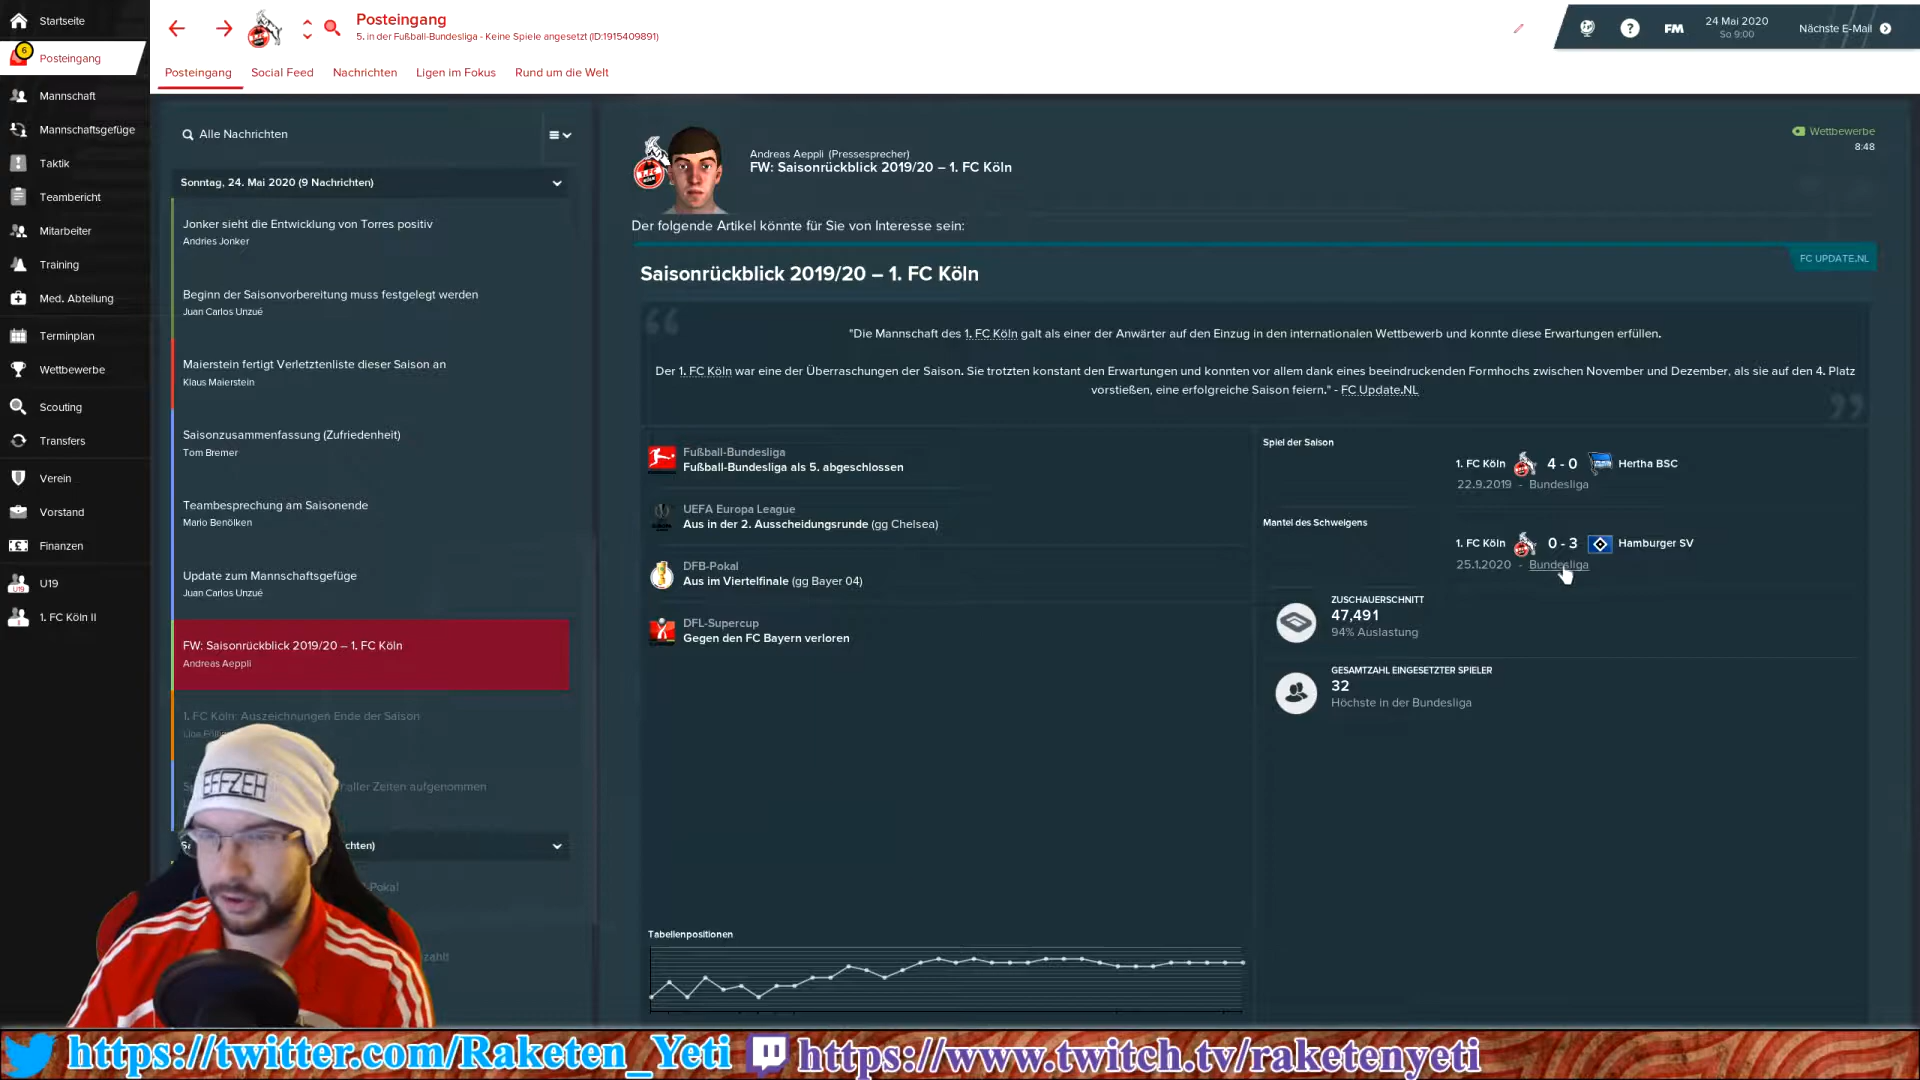 Startseite
6
Posteingang
Mannschaft
Mannschaftsgefüge
Taktik
Teambericht
Mitarbeiter
Training
Med. Abteilung
Terminplan
Wettbewerbe
Scouting
Transfers
Verein
Vorstand
Finanzen
U19
1. FC Köln II
Posteingang
5. in der Fußball-Bundesliga - Keine Spiele angesetzt (ID:1915409891)
FM
24 Mai 2020
So 9:00
Nächste E-Mail
Posteingang
Social Feed
Nachrichten
Ligen im Fokus
Rund um die Welt
Alle Nachrichten
Sonntag, 24. Mai 2020 (9 Nachrichten)
Jonker sieht die Entwicklung von Torres positiv
Andries Jonker
Beginn der Saisonvorbereitung muss festgelegt werden
Juan Carlos Unzué
Maierstein fertigt Verletztenliste dieser Saison an
Klaus Maierstein
Saisonzusammenfassung (Zufriedenheit)
Tom Bremer
Teambesprechung am Saisonende
Mario Benölken
Update zum Mannschaftsgefüge
Juan Carlos Unzué
FW: Saisonrückblick 2019/20 – 1. FC Köln
Andreas Aeppli
1. FC Köln: Auszeichnungen Ende der Saison
aller Zeiten aufgenommen
EFFZEH
Andreas Aeppli (Pressesprecher)
FW: Saisonrückblick 2019/20 – 1. FC Köln
Wettbewerbe
8:48
Der folgende Artikel könnte für Sie von Interesse sein:
FC UPDATE.NL
Saisonrückblick 2019/20 – 1. FC Köln
"Die Mannschaft des 1. FC Köln galt als einer der Anwärter auf den Einzug in den internationalen Wettbewerb und konnte diese Erwartungen erfüllen.
Der 1. FC Köln war eine der Überraschungen der Saison. Sie trotzten konstant den Erwartungen und konnten vor allem dank eines beeindruckenden Formhochs zwischen November und Dezember, als sie auf den 4. Platz
vorstießen, eine erfolgreiche Saison feiern." - FC Update.NL
Fußball-Bundesliga
Fußball-Bundesliga als 5. abgeschlossen
UEFA Europa League
Aus in der 2. Ausscheidungsrunde (gg Chelsea)
DFB-Pokal
Aus im Viertelfinale (gg Bayer 04)
DFL-Supercup
Gegen den FC Bayern verloren
Spiel der Saison
1. FC Köln 4 - 0 Hertha BSC
22.9.2019 - Bundesliga
Mantel des Schweigens
1. FC Köln 0 - 3 Hamburger SV
25.1.2020 - Bundesliga
ZUSCHAUERSCHNITT
47,491
94% Auslastung
GESAMTZAHL EINGESETZTER SPIELER
32
Höchste in der Bundesliga
Tabellenpositionen
https://twitter.com/Raketen_Yeti
https://www.twitch.tv/raketenyeti